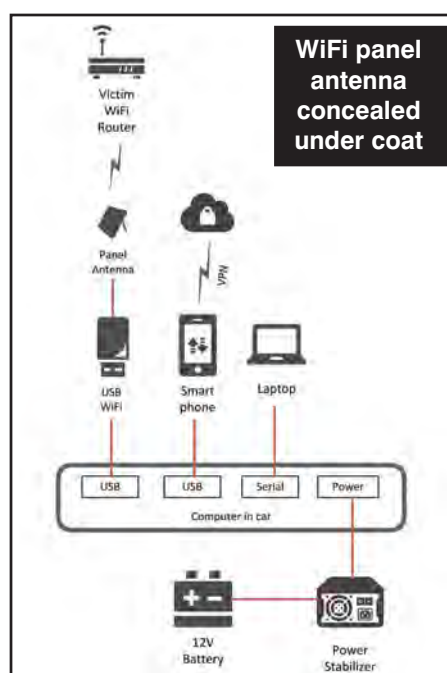 WiFi panel
antenna
concealed
under coat
Victim
WiFi
Router
Panel
Antenna
VPN
USB
WiFi
Smart
phone
Laptop
USB
USB
Serial
Power
Computer in car
12V
Battery
Power
Stabilizer